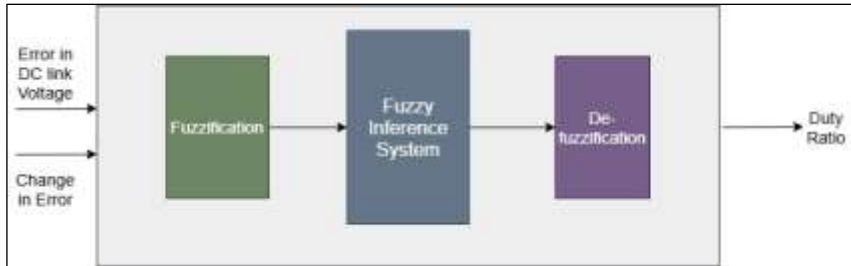 Error in
DC link
Voltage
Change
in Error
Fuzzification
Fuzzy
Inference
System
De-
fuzzification
Duty
Ratio